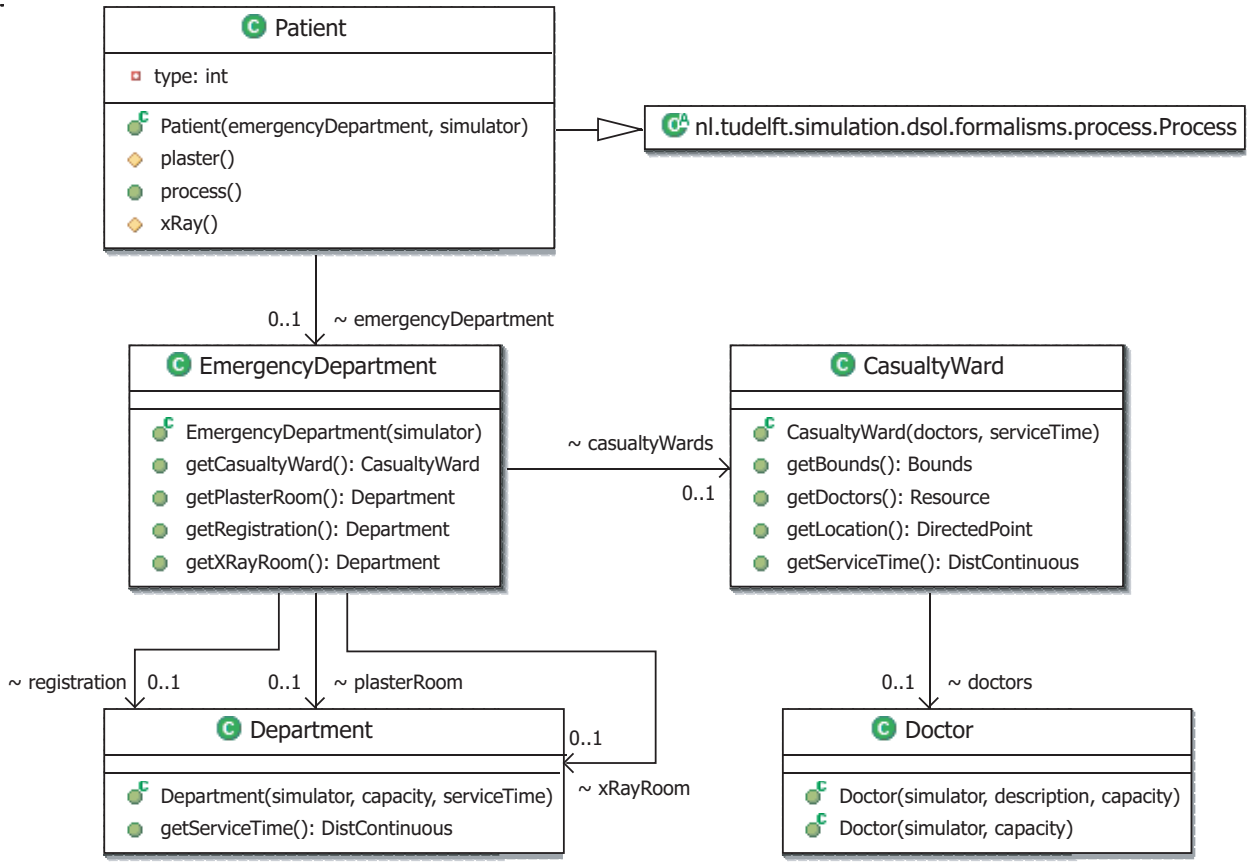 Patient
type: int
Patient(emergencyDepartment, simulator)
plaster()
process()
xRay()
nl.tudelft.simulation.dsol.formalisms.process.Process
0..1 ~ emergencyDepartment
EmergencyDepartment
EmergencyDepartment(simulator)
getCasualtyWard(): CasualtyWard
getPlasterRoom(): Department
getRegistration(): Department
getXRayRoom(): Department
~ casualtyWards
0..1
CasualtyWard
CasualtyWard(doctors, serviceTime)
getBounds(): Bounds
getDoctors(): Resource
getLocation(): DirectedPoint
getServiceTime(): DistContinuous
~ registration 0..1
0..1 ~ plasterRoom
0..1 ~ doctors
Department
Department(simulator, capacity, serviceTime)
getServiceTime(): DistContinuous
0..1
~ xRayRoom
Doctor
Doctor(simulator, description, capacity)
Doctor(simulator, capacity)